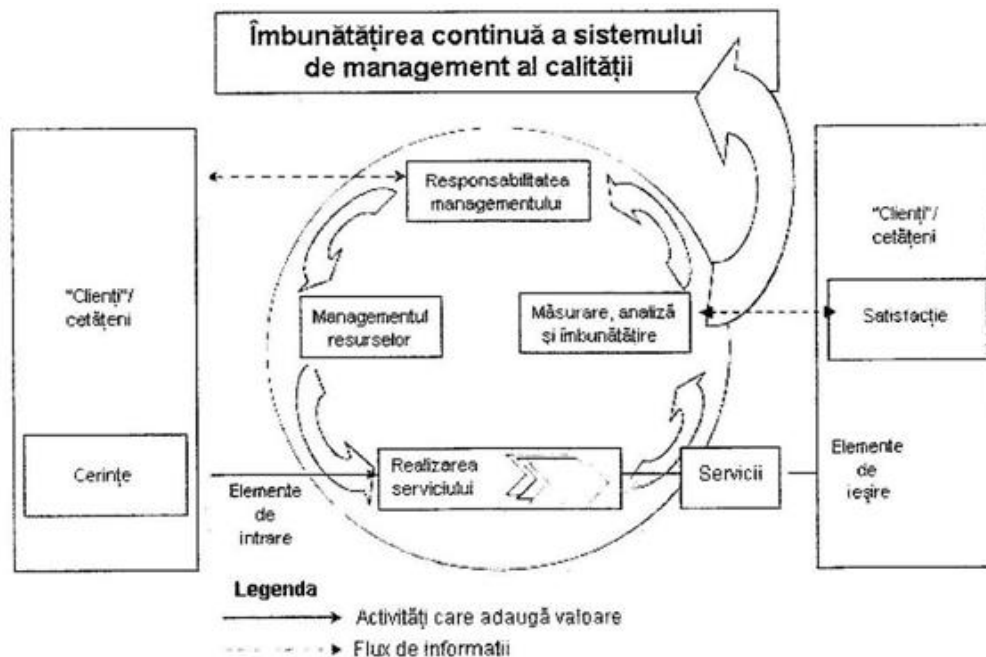 Îmbunătățirea continuă a sistemului
de management al calității
Responsabilitatea
managementului
"Clienți"/
cetățeni
"Clienți"/
cetățeni
Managementul
resurselor
Măsurare, analiză
și îmbunătățire
Satisfacție
Cerințe
Realizarea
serviciului
Servicii
Elemente
de
ieșire
Elemente
de
intrare
Legenda
Activități care adaugă valoare
Flux de informatii